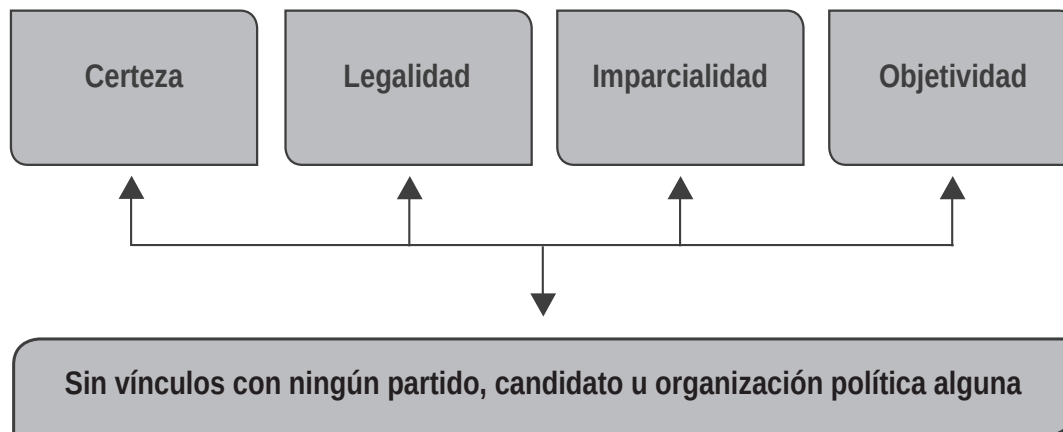 Certeza Legalidad Imparcialidad Objetividad
Sin vínculos con ningún partido, candidato u organización política alguna